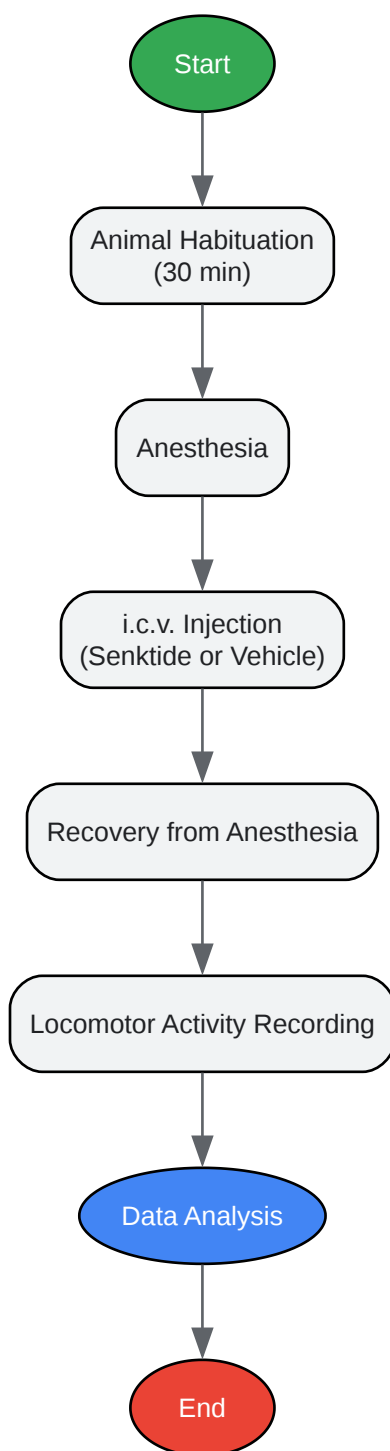 Start
Animal Habituation
(30 min)
Anesthesia
i.c.v. Injection
(Senktide or Vehicle)
Recovery from Anesthesia
Locomotor Activity Recording
Data Analysis
End